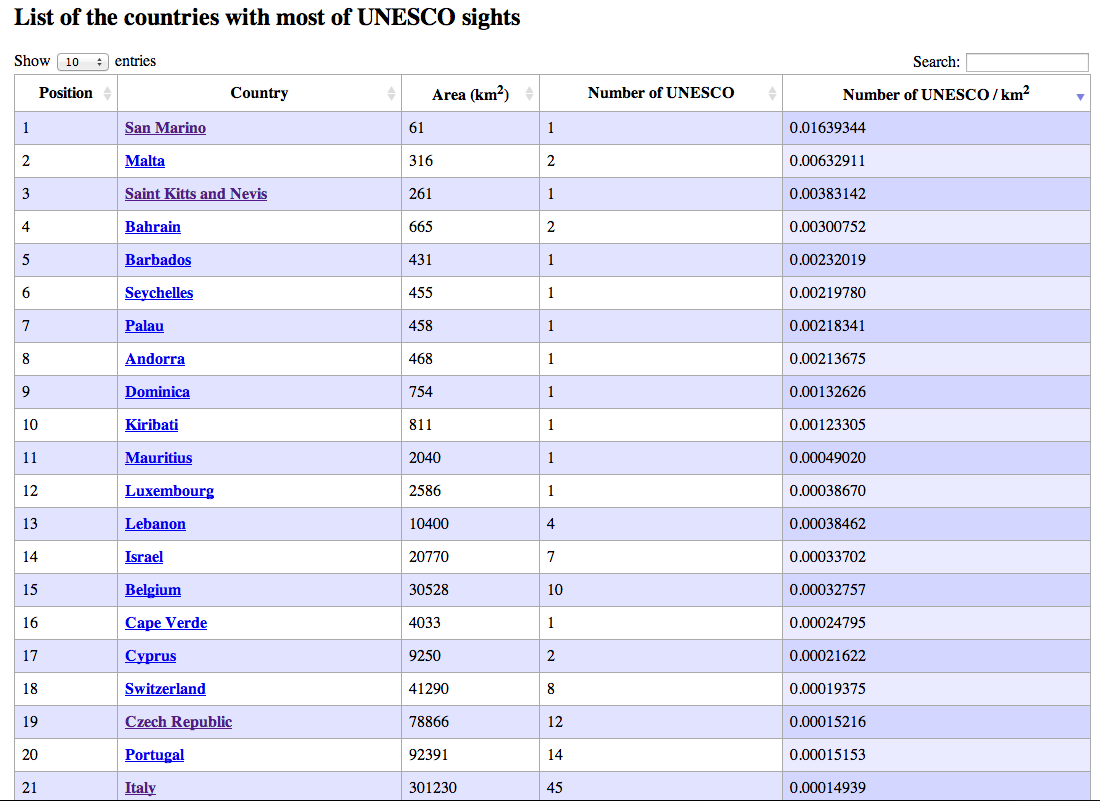 List of the countries with most of UNESCO sights
Show 10 entries Search:
Position Country Area (km²) Number of UNESCO Number of UNESCO / km²
1 San Marino 61 1 0.01639344
2 Malta 316 2 0.00632911
3 Saint Kitts and Nevis 261 1 0.00383142
4 Bahrain 665 2 0.00300752
5 Barbados 431 1 0.00232019
6 Seychelles 455 1 0.00219780
7 Palau 458 1 0.00218341
8 Andorra 468 1 0.00213675
9 Dominica 754 1 0.00132626
10 Kiribati 811 1 0.00123305
11 Mauritius 2040 1 0.00049020
12 Luxembourg 2586 1 0.00038670
13 Lebanon 10400 4 0.00038462
14 Israel 20770 7 0.00033702
15 Belgium 30528 10 0.00032757
16 Cape Verde 4033 1 0.00024795
17 Cyprus 9250 2 0.00021622
18 Switzerland 41290 8 0.00019375
19 Czech Republic 78866 12 0.00015216
20 Portugal 92391 14 0.00015153
21 Italy 301230 45 0.00014939